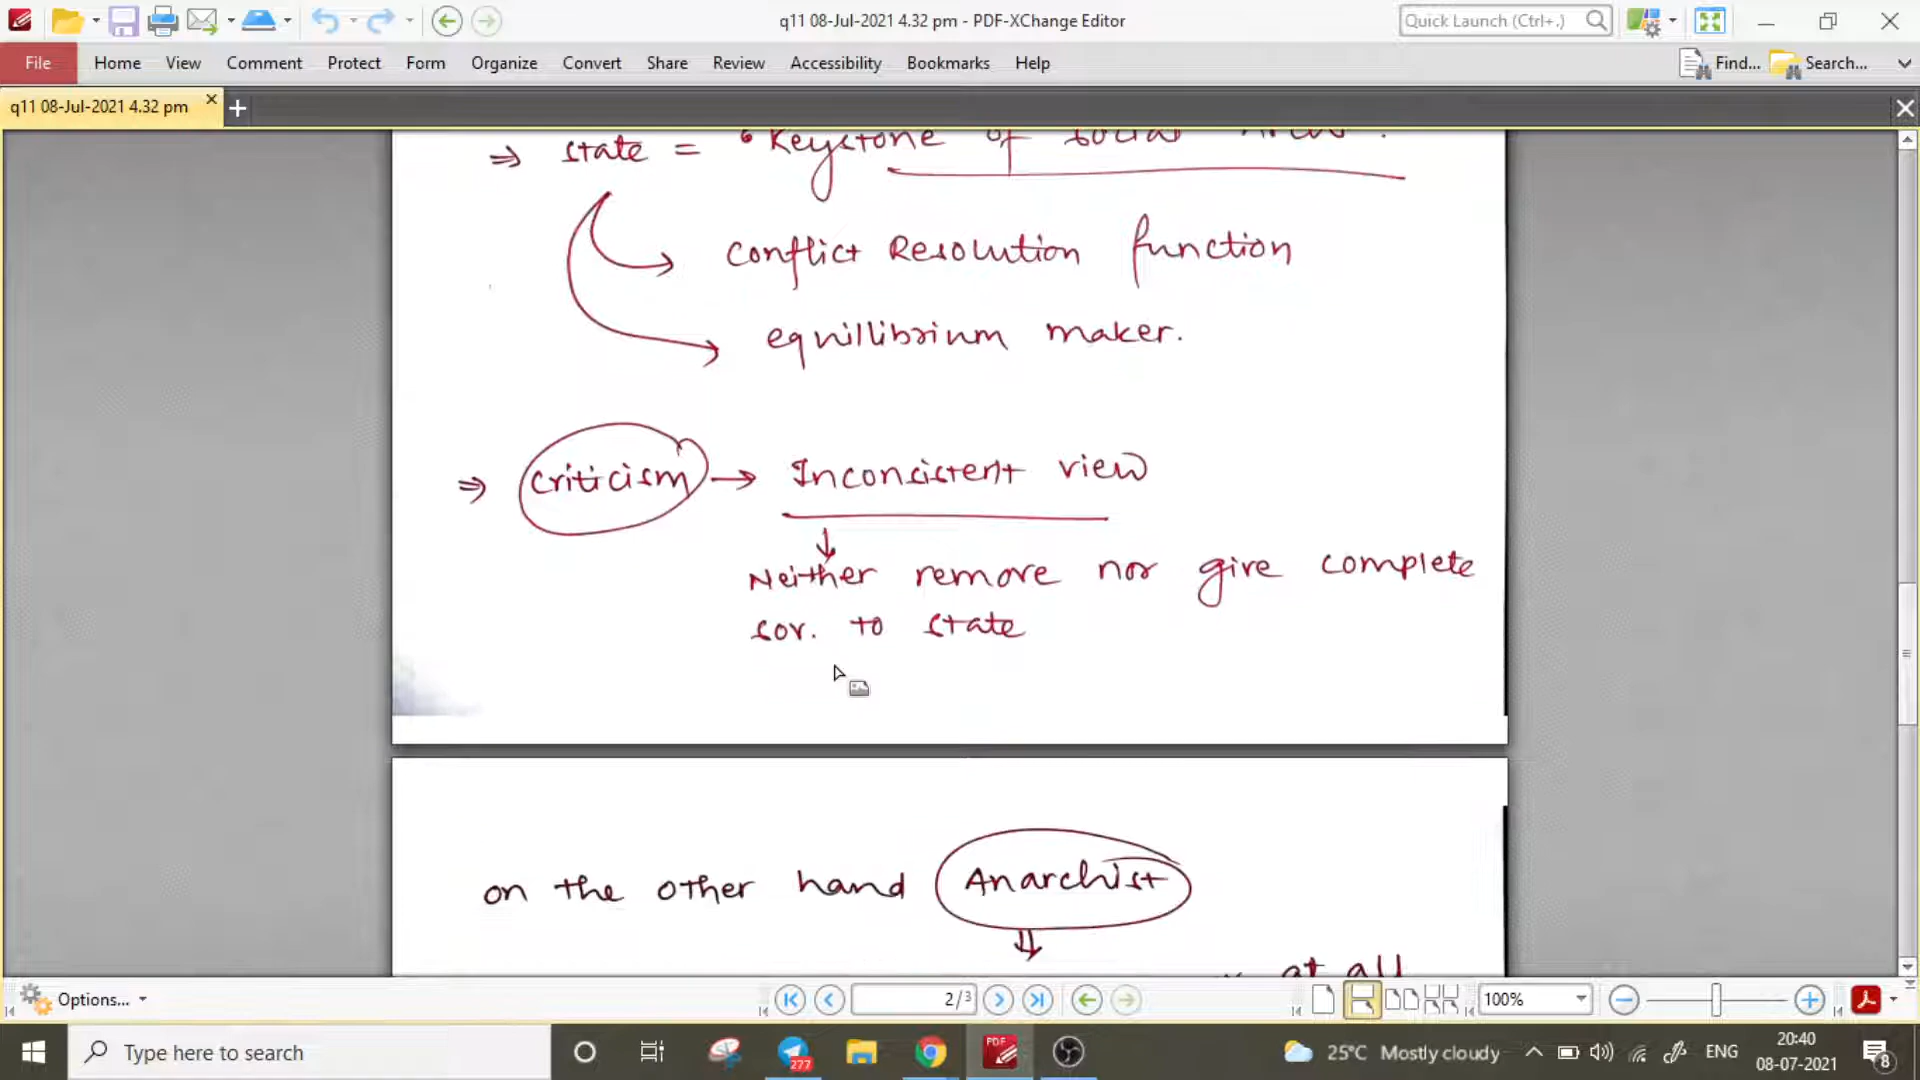 q11 08-Jul-2021 4.32 pm - PDF-XChange Editor
Quick Launch (Ctrl+.)
File Home View Comment Protect Form Organize Convert Share Review Accessibility Bookmarks Help
Find... Search...
q11 08-Jul-2021 4.32 pm
⇒ state = "Keystone of social
Conflict Resolution function
equillibrium maker.
⇒ criticism → Inconsistent view
Neither remove nor give complete
sov. to state
on the other hand Anarchist
at all
Options...
2/3
100%
Type here to search
277
PDF
25°C Mostly cloudy
ENG
20:40
08-07-2021
8